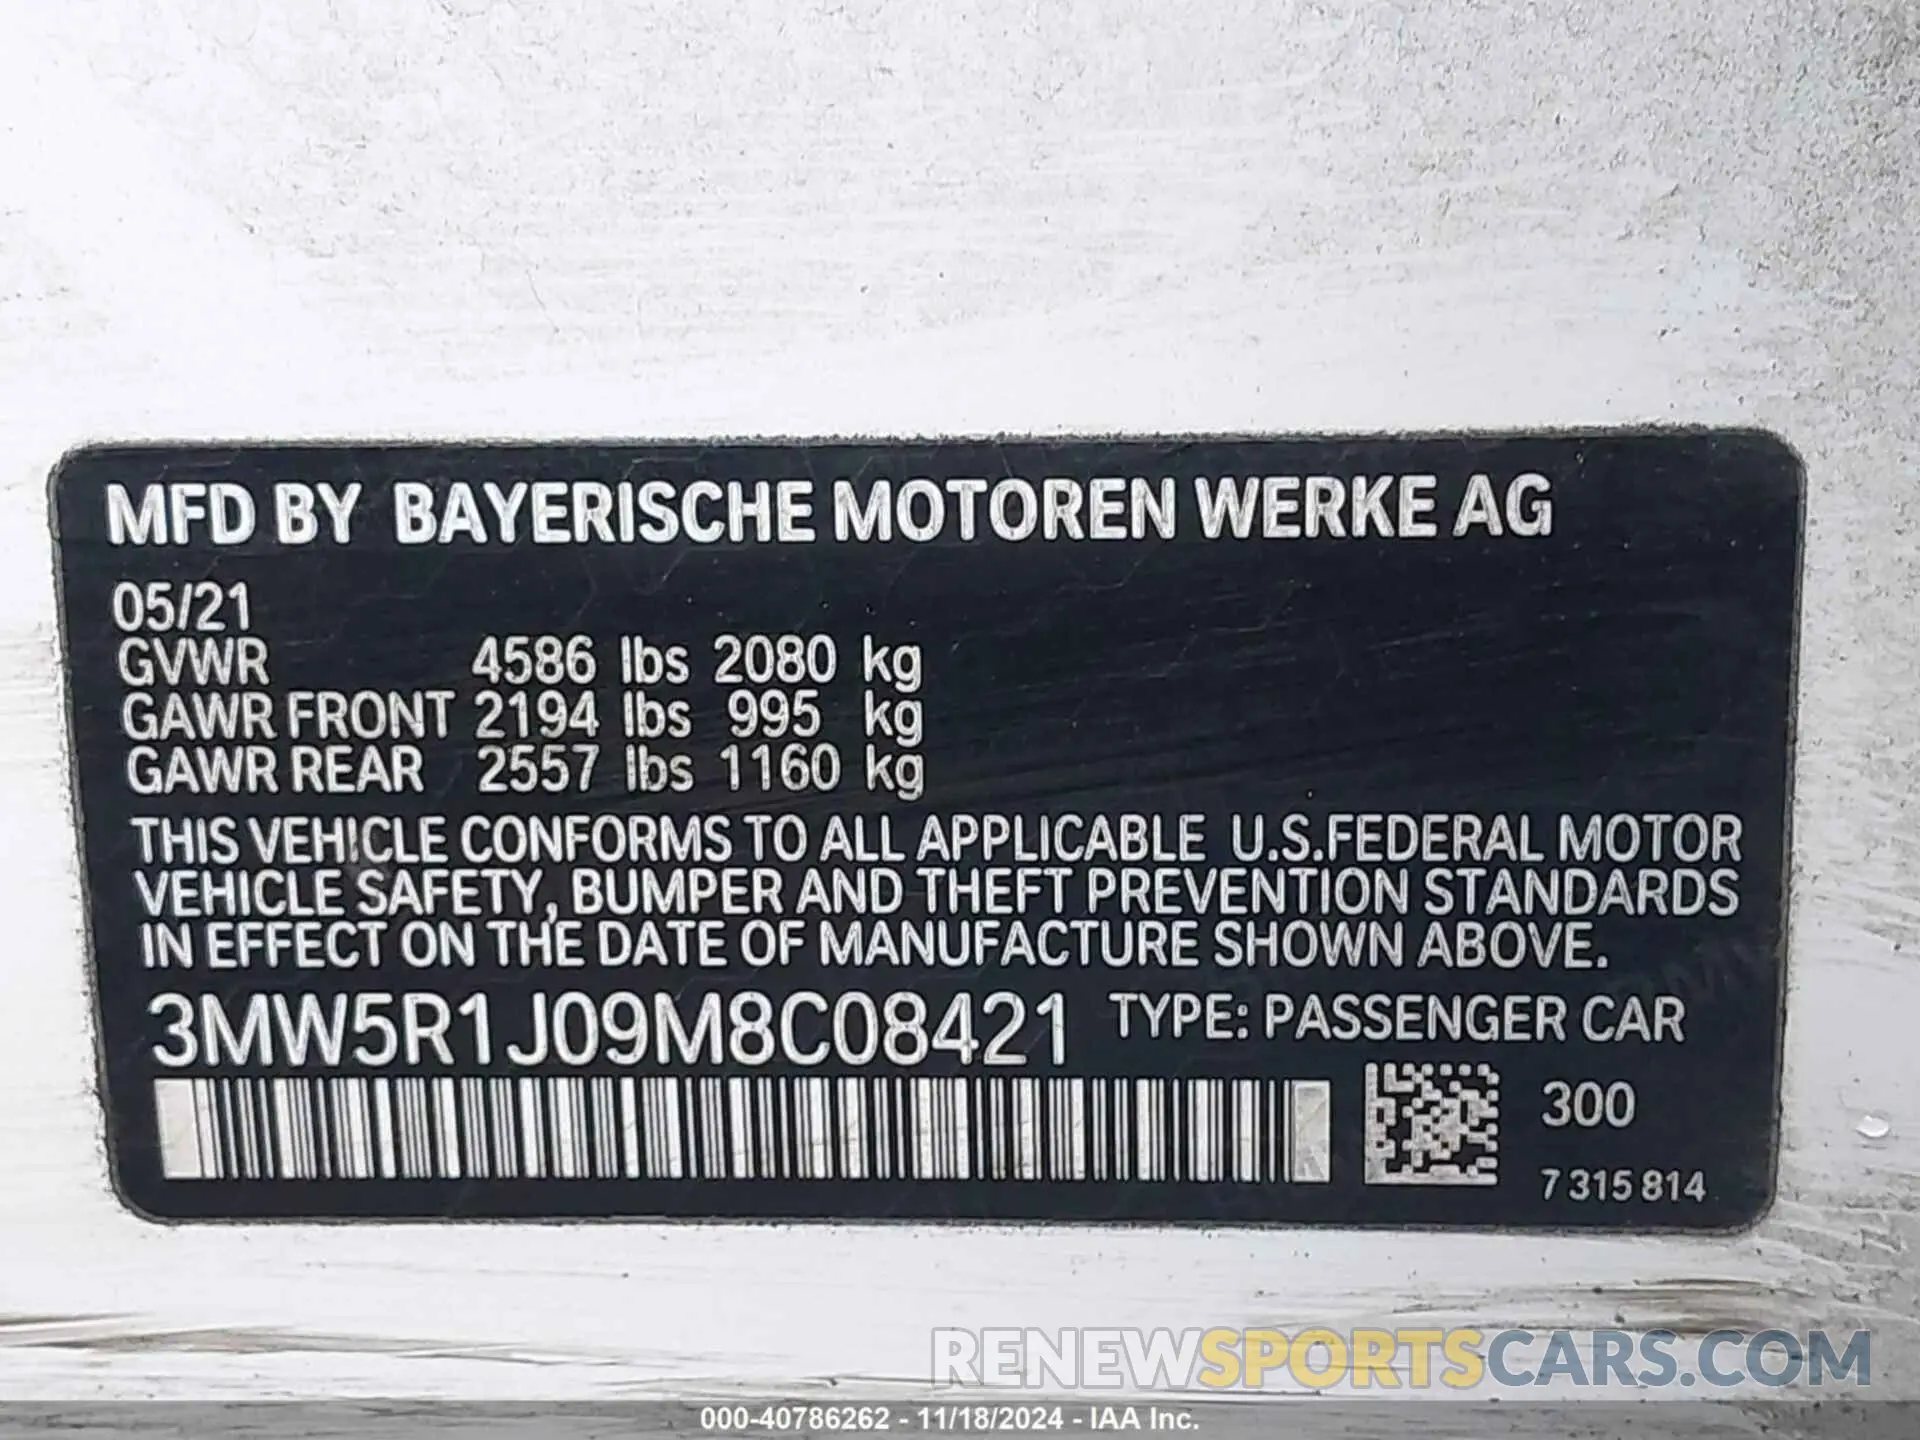 MFD BY BAYERISCHE MOTOREN WERKE AG
05/21
GVWR 4586 lbs 2080 kg
GAWR FRONT 2194 lbs 995 kg
GAWR REAR 2557 lbs 1160 kg
THIS VEHICLE CONFORMS TO ALL APPLICABLE U.S.FEDERAL MOTOR
VEHICLE SAFETY, BUMPER AND THEFT PREVENTION STANDARDS
IN EFFECT ON THE DATE OF MANUFACTURE SHOWN ABOVE.
3MW5R1J09M8C08421 TYPE: PASSENGER CAR
300
7 315 814
RENEWSPORTSCARS.COM
000-40786262 - 11/18/2024 - IAA Inc.